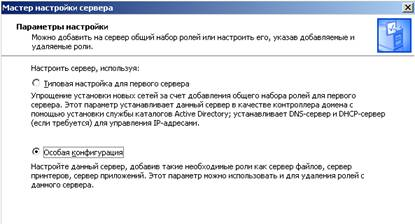 Мастер настройки сервера
Параметры настройки
Можно добавить на сервер общий набор ролей или настроить его, указав добавляемые и
удаляемые роли.
Настроить сервер, используя:
Типовая настройка для первого сервера
Упрощение установки новых сетей за счет добавления общего набора ролей для первого
сервера. Этот параметр устанавливает данный сервер в качестве контроллера домена с
помощью установки службы каталогов Active Directory; устанавливает DNS-сервер и DHCP-сервер
(если требуется) для управления IP-адресами.
Особая конфигурация
Настройте данный сервер, добавив такие необходимые роли как сервер файлов, сервер
принтеров, сервер приложений. Этот параметр можно использовать и для удаления ролей с
данного сервера.